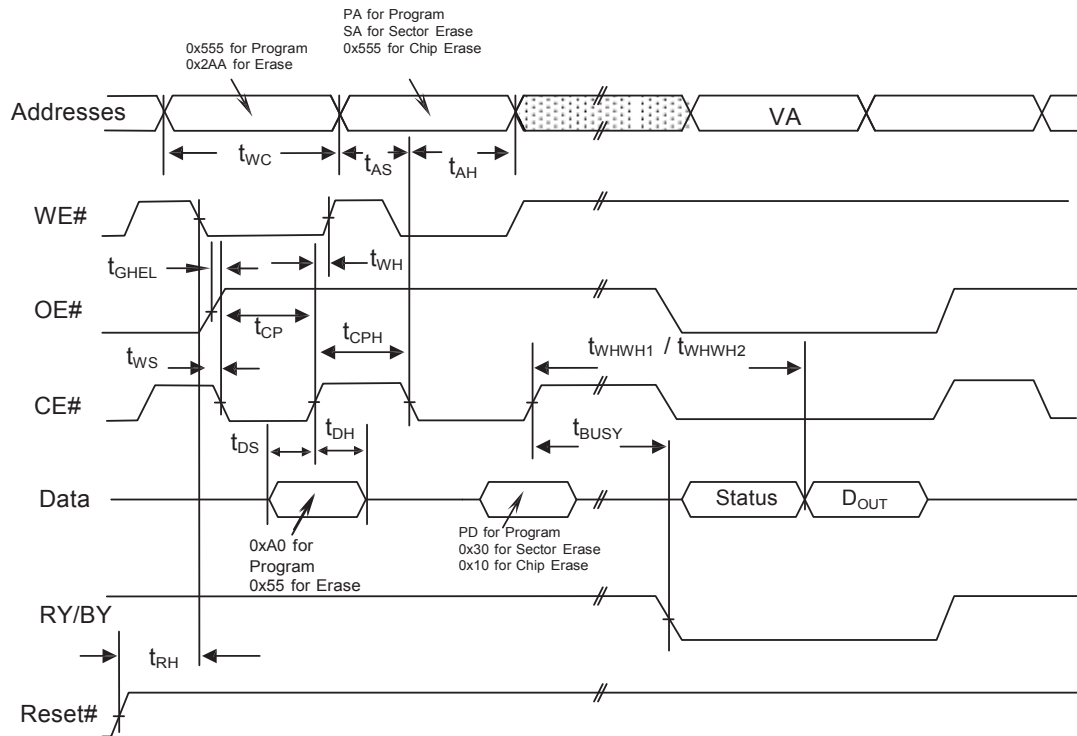 PA for Program
SA for Sector Erase
0x555 for Chip Erase
0x555 for Program
0x2AA for Erase
Addresses
VA
tWC
tAS
tAH
WE#
tGHEL
tWH
OE#
tCP
tCPH
tWHWH1 / tWHWH2
tWS
CE#
tDS
tDH
tBUSY
Data
Status
DOUT
0xA0 for
Program
0x55 for Erase
PD for Program
0x30 for Sector Erase
0x10 for Chip Erase
RY/BY
tRH
Reset#